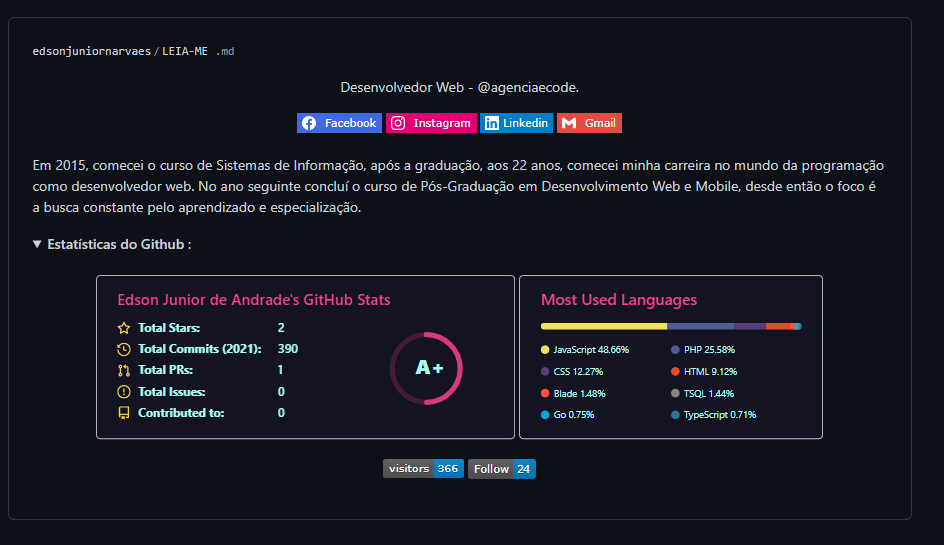 edsonjuniornarvaes / LEIA-ME .md
Desenvolvedor Web - @agenciaecode.
Facebook Instagram Linkedin Gmail
Em 2015, comecei o curso de Sistemas de Informação, após a graduação, aos 22 anos, comecei minha carreira no mundo da programação
como desenvolvedor web. No ano seguinte concluí o curso de Pós-Graduação em Desenvolvimento Web e Mobile, desde então o foco é
a busca constante pelo aprendizado e especialização.
▼ Estatísticas do Github :
Edson Junior de Andrade's GitHub Stats
Total Stars: 2
Total Commits (2021): 390
Total PRs: 1
Total Issues: 0
Contributed to: 0
A+
Most Used Languages
JavaScript 48.66% PHP 25.58%
CSS 12.27% HTML 9.12%
Blade 1.48% TSQL 1.44%
Go 0.75% TypeScript 0.71%
visitors 366 Follow 24